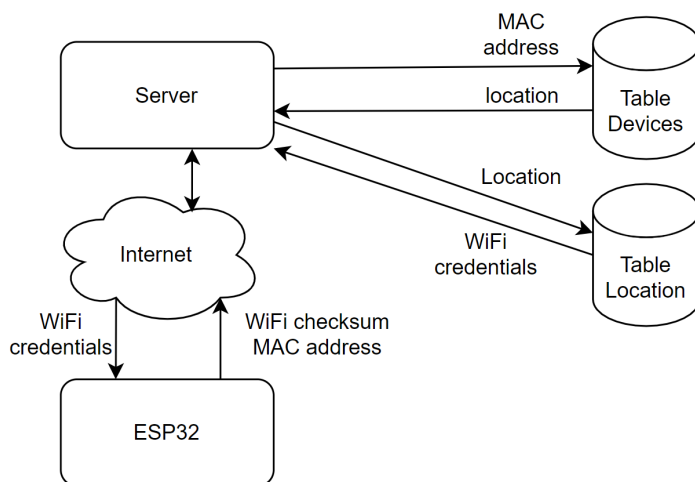 MAC
address
Server
location
Table
Devices
Location
WiFi
credentials
Internet
Table
Location
WiFi
credentials
WiFi checksum
MAC address
ESP32